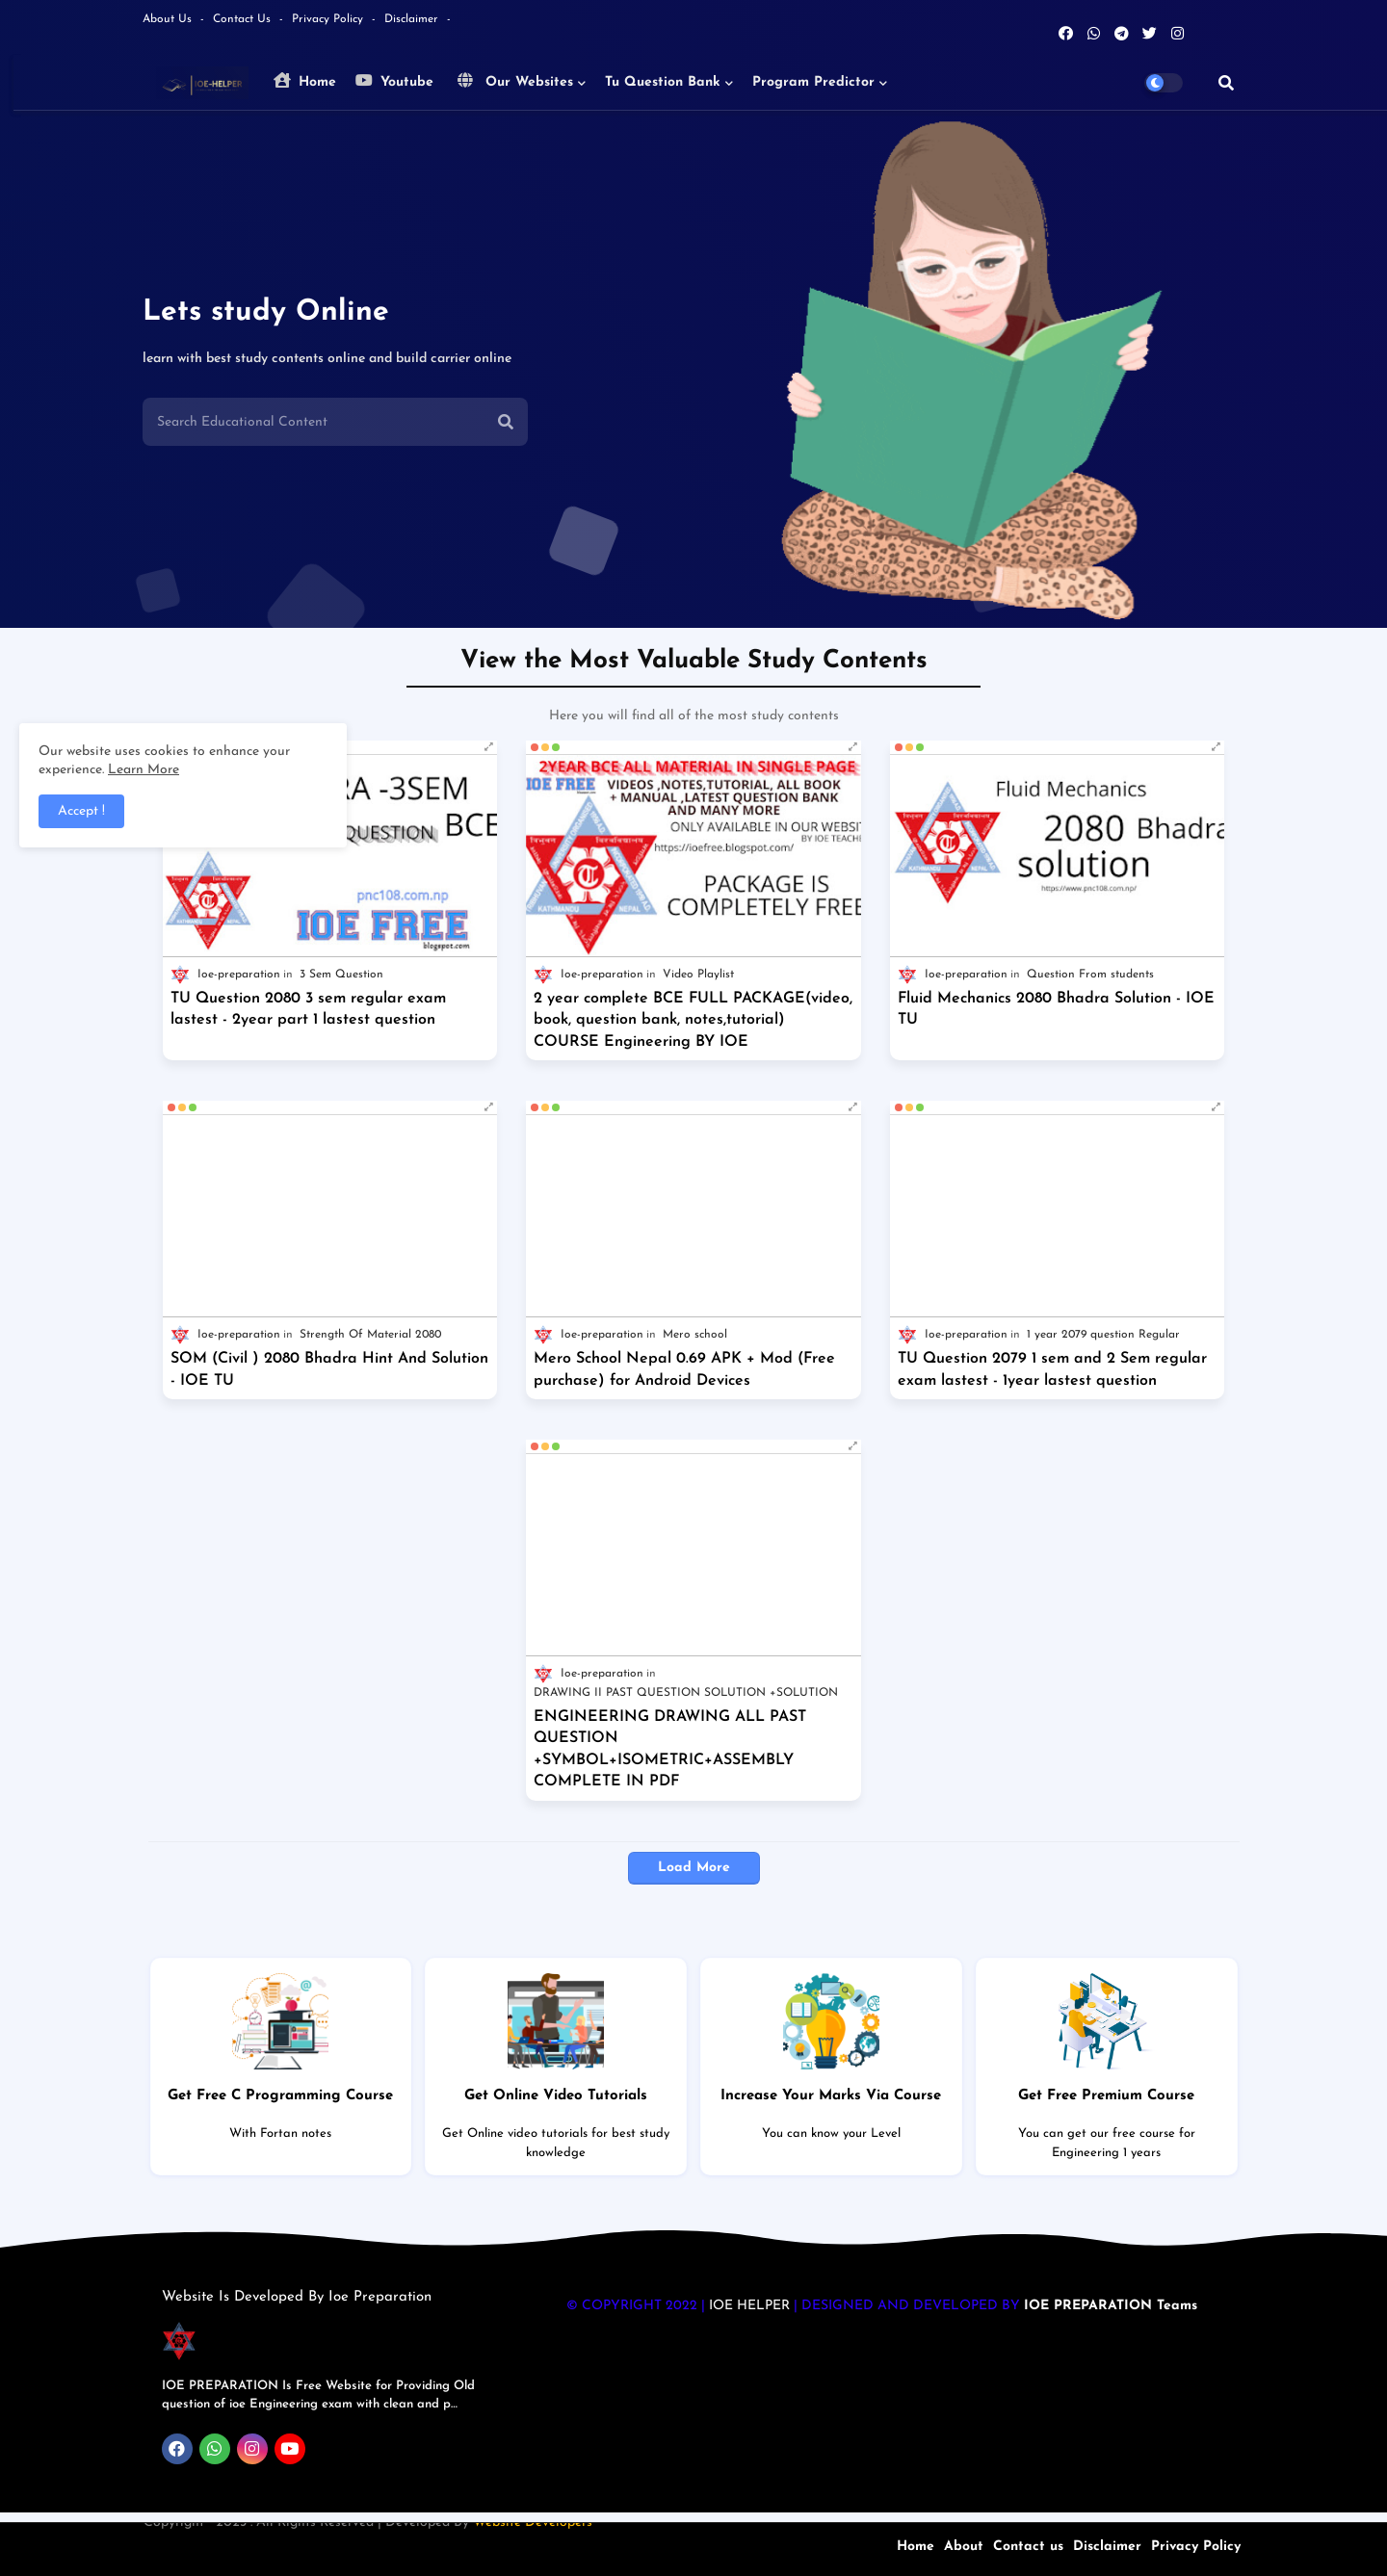 About Us - Contact Us - Privacy Policy - Disclaimer -
IOE-HELPER Home Youtube Our Websites Tu Question Bank Program Predictor
Lets study Online
learn with best study contents online and build carrier online
Search Educational Content
View the Most Valuable Study Contents
Here you will find all of the most study contents
Our website uses cookies to enhance your
experience. Learn More
Accept !
RA -3SEM
QUESTION BCE
pnc108.com.np/
IOE FREE
blogspot.com/
2YEAR BCE ALL MATERIAL IN SINGLE PAGE
IOE FREE
VIDEOS ,NOTES,TUTORIAL, ALL BOOK
+ MANUAL ,LATEST QUESTION BANK
AND MANY MORE
ONLY AVAILABLE IN OUR WEBSIT
BY IOE TEACHE
https://ioefree.blogspot.com/
PACKAGE IS
COMPLETELY FREE
KATHMANDU NEPAL
Fluid Mechanics
2080 Bhadra
solution
https://www.pnc108.com.np/
KATHMANDU NEPAL
Ioe-preparation in 3 Sem Question
TU Question 2080 3 sem regular exam
lastest - 2year part 1 lastest question
Ioe-preparation in Video Playlist
2 year complete BCE FULL PACKAGE(video,
book, question bank, notes,tutorial)
COURSE Engineering BY IOE
Ioe-preparation in Question From students
Fluid Mechanics 2080 Bhadra Solution - IOE
TU
Ioe-preparation in Strength Of Material 2080
SOM (Civil ) 2080 Bhadra Hint And Solution
- IOE TU
Ioe-preparation in Mero school
Mero School Nepal 0.69 APK + Mod (Free
purchase) for Android Devices
Ioe-preparation in 1 year 2079 question Regular
TU Question 2079 1 sem and 2 Sem regular
exam lastest - 1year lastest question
Ioe-preparation in
DRAWING II PAST QUESTION SOLUTION +SOLUTION
ENGINEERING DRAWING ALL PAST
QUESTION
+SYMBOL+ISOMETRIC+ASSEMBLY
COMPLETE IN PDF
Load More
Get Free C Programming Course
With Fortan notes
Get Online Video Tutorials
Get Online video tutorials for best study
knowledge
Increase Your Marks Via Course
You can know your Level
Get Free Premium Course
You can get our free course for
Engineering 1 years
Website Is Developed By Ioe Preparation
IOE PREPARATION Is Free Website for Providing Old
question of ioe Engineering exam with clean and p...
© COPYRIGHT 2022 | IOE HELPER | DESIGNED AND DEVELOPED BY IOE PREPARATION Teams
Copyright - 2023 . All Rights Reserved | Developed By Website Developers
Home About Contact us Disclaimer Privacy Policy